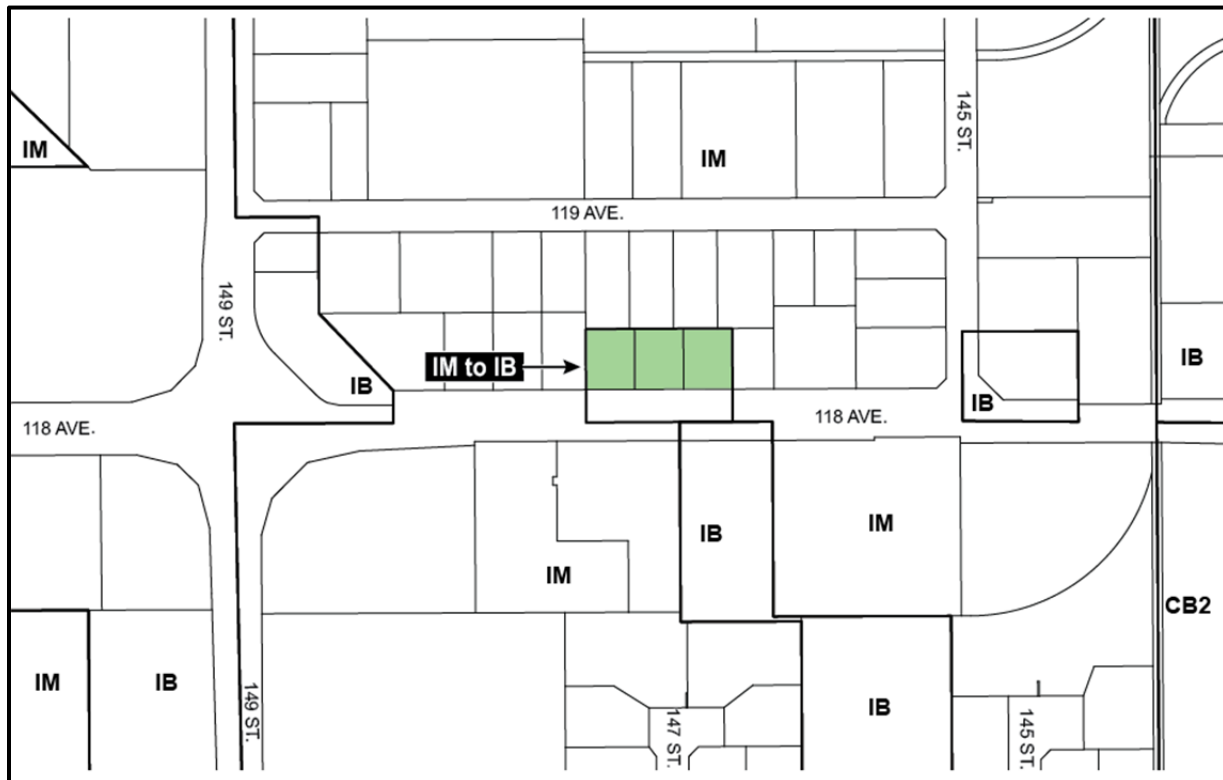 145 ST.
IM
IM
119 AVE.
149 ST.
IB
IM to IB
IB
IB
118 AVE.
118 AVE.
IB
IM
IM
CB2
IM
IB
149 ST.
IB
147 ST.
145 ST.